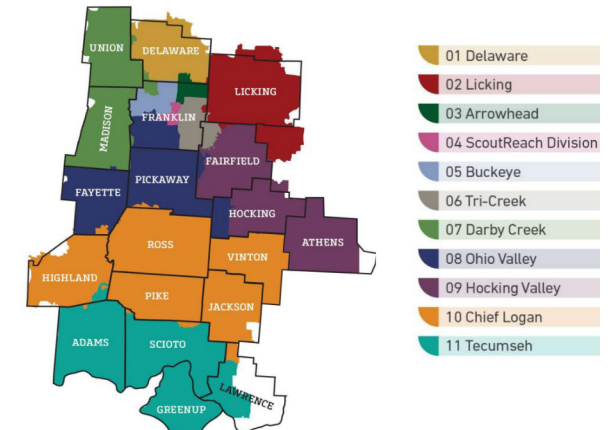 UNION
DELAWARE
LICKING
MADISON
FRANKLIN
FAIRFIELD
PICKAWAY
FAYETTE
HOCKING
ATHENS
ROSS
VINTON
HIGHLAND
PIKE
JACKSON
ADAMS
SCIOTO
LAWRENCE
GREENUP
01 Delaware
02 Licking
03 Arrowhead
04 ScoutReach Division
05 Buckeye
06 Tri-Creek
07 Darby Creek
08 Ohio Valley
09 Hocking Valley
10 Chief Logan
11 Tecumseh